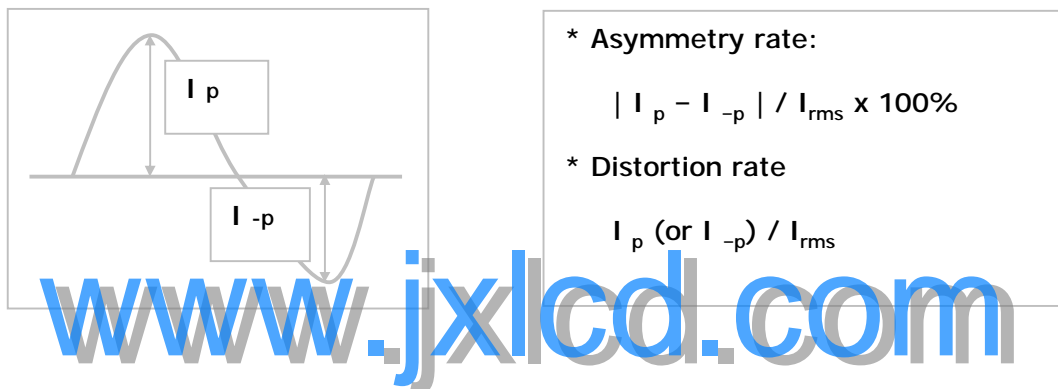 I p
I -p
* Asymmetry rate:
| I p – I –p | / Irms x 100%
* Distortion rate
I p (or I –p) / Irms
www.jxlcd.com